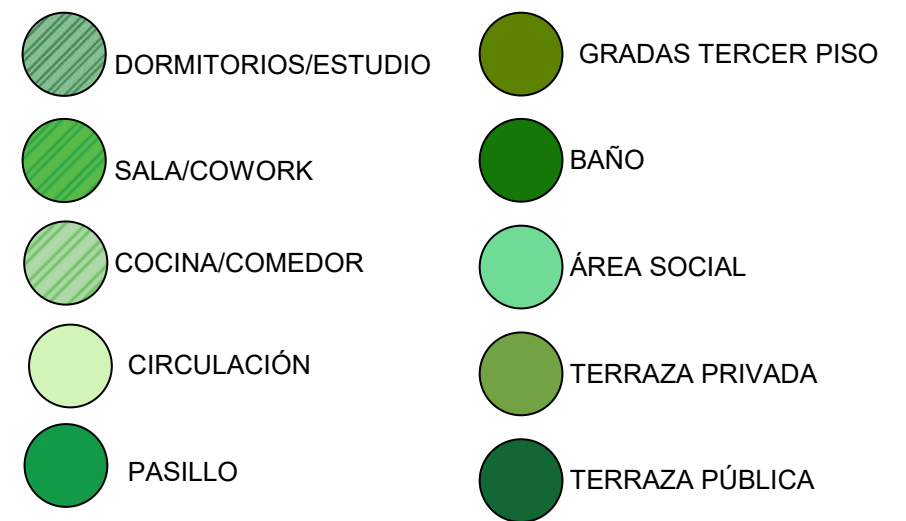 DORMITORIOS/ESTUDIO
SALA/COWORK
COCINA/COMEDOR
CIRCULACIÓN
PASILLO
GRADAS TERCER PISO
BAÑO
ÁREA SOCIAL
TERRAZA PRIVADA
TERRAZA PÚBLICA